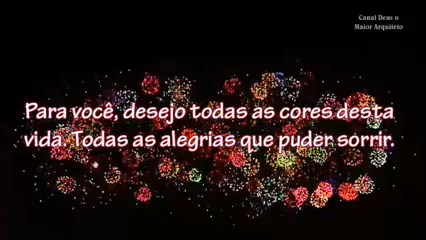 Canal Deus o
Maior Arquiteto
Para você, desejo todas as cores desta
vida. Todas as alegrias que puder sorrir.